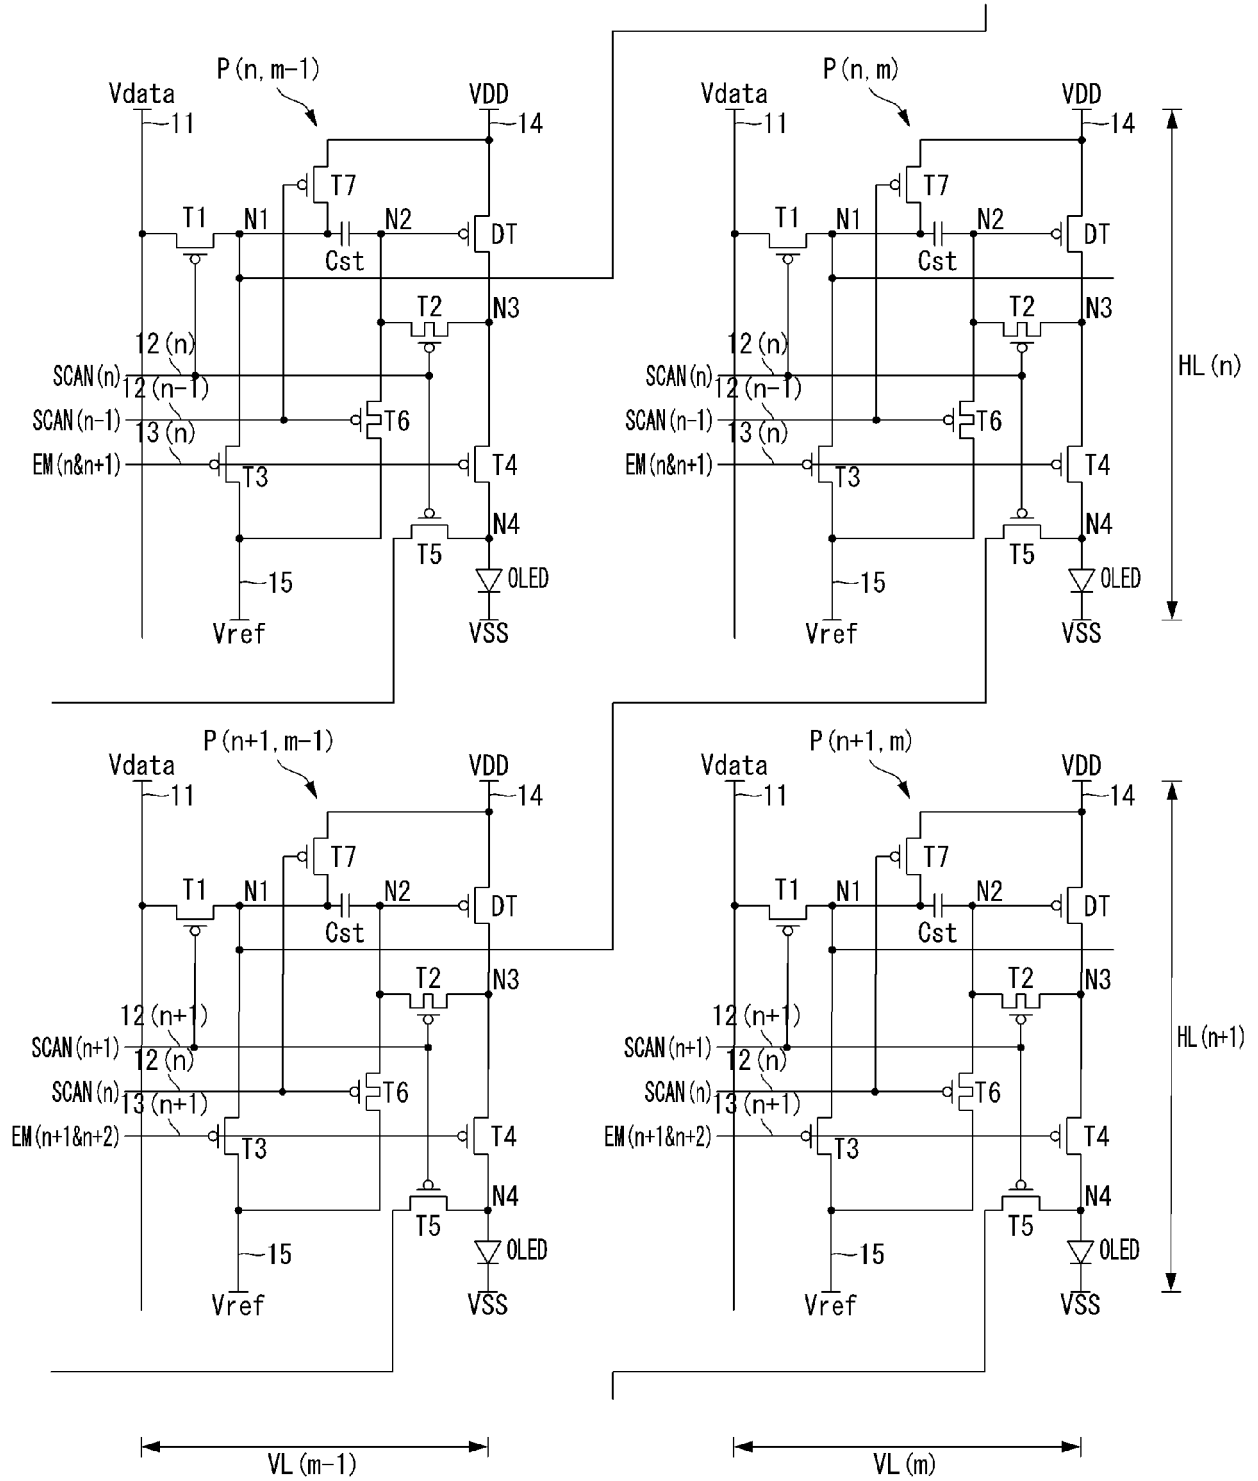 P(n,m-1) P(n,m)
Vdata VDD Vdata VDD
11 14 11 14
T7 T7
T1 N1 N2 DT T1 N1 N2 DT
Cst Cst
T2 N3 T2 N3
12(n) 12(n)
SCAN(n) SCAN(n) HL(n)
12(n-1) 12(n-1)
SCAN(n-1) T6 SCAN(n-1) T6
13(n) 13(n)
EM(n&n+1) T3 T4 EM(n&n+1) T3 T4
N4 N4
T5 T5
15 OLED 15 OLED
Vref VSS Vref VSS
P(n+1,m-1) P(n+1,m)
Vdata VDD Vdata VDD
11 14 11 14
T7 T7
T1 N1 N2 DT T1 N1 N2 DT
Cst Cst
T2 N3 T2 N3
12(n+1) 12(n+1)
SCAN(n+1) SCAN(n+1) HL(n+1)
12(n) 12(n)
SCAN(n) T6 SCAN(n) T6
13(n+1) 13(n+1)
EM(n+1&n+2) T3 T4 EM(n+1&n+2) T3 T4
N4 N4
T5 T5
15 OLED 15 OLED
Vref VSS Vref VSS
VL(m-1) VL(m)